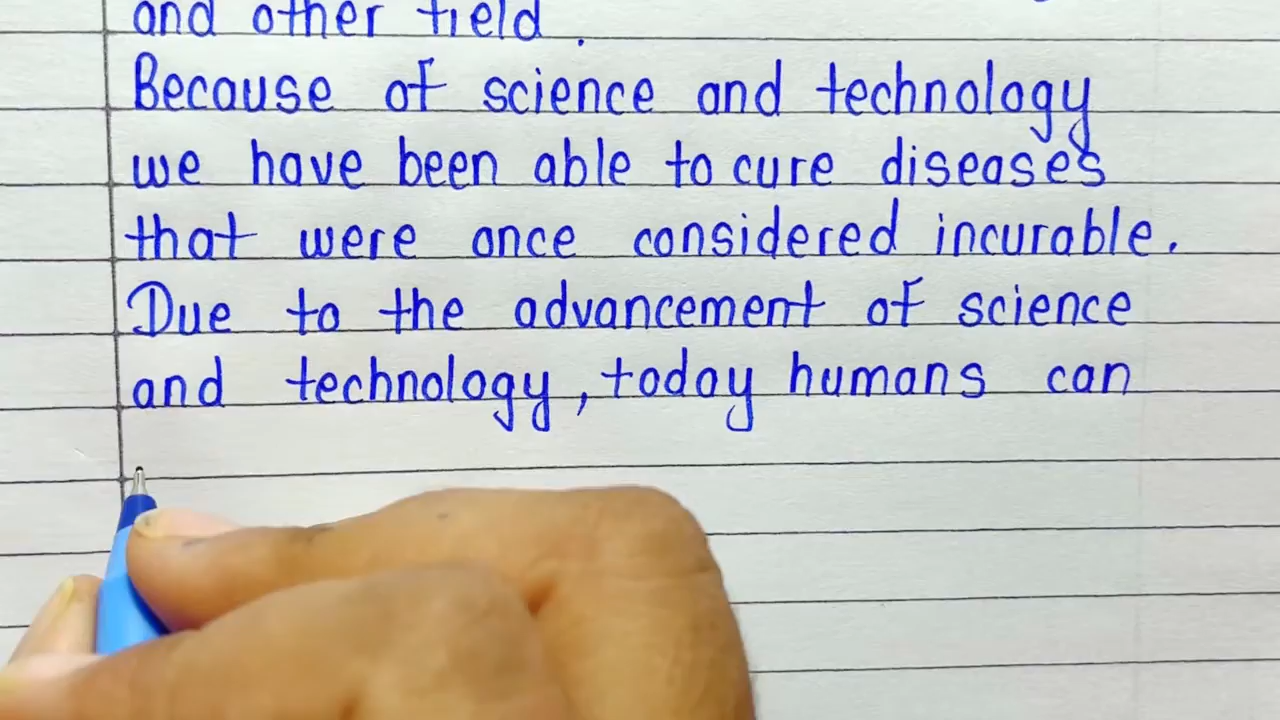 and other field.
Because of science and technology
we have been able to cure diseases
that were once considered incurable.
Due to the advancement of science
and technology, today humans can